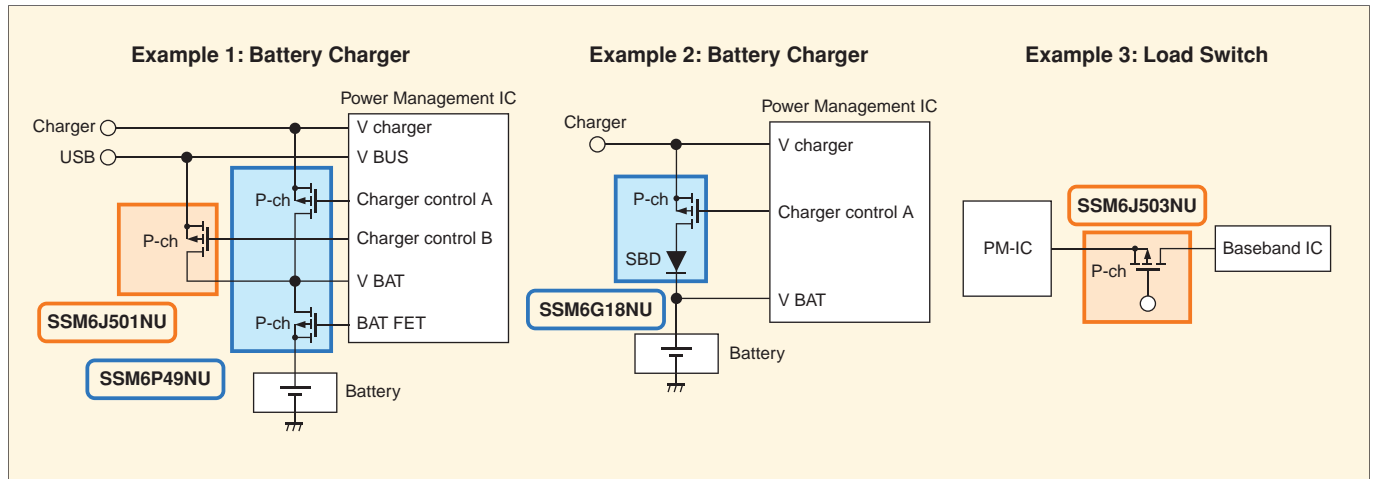 Example 1: Battery Charger
Power Management IC
Charger
V charger
USB
V BUS
P-ch
Charger control A
P-ch
Charger control B
V BAT
SSM6J501NU
P-ch
BAT FET
SSM6P49NU
Battery
Example 2: Battery Charger
Power Management IC
Charger
V charger
P-ch
Charger control A
SBD
SSM6G18NU
V BAT
Battery
Example 3: Load Switch
SSM6J503NU
PM-IC
Baseband IC
P-ch